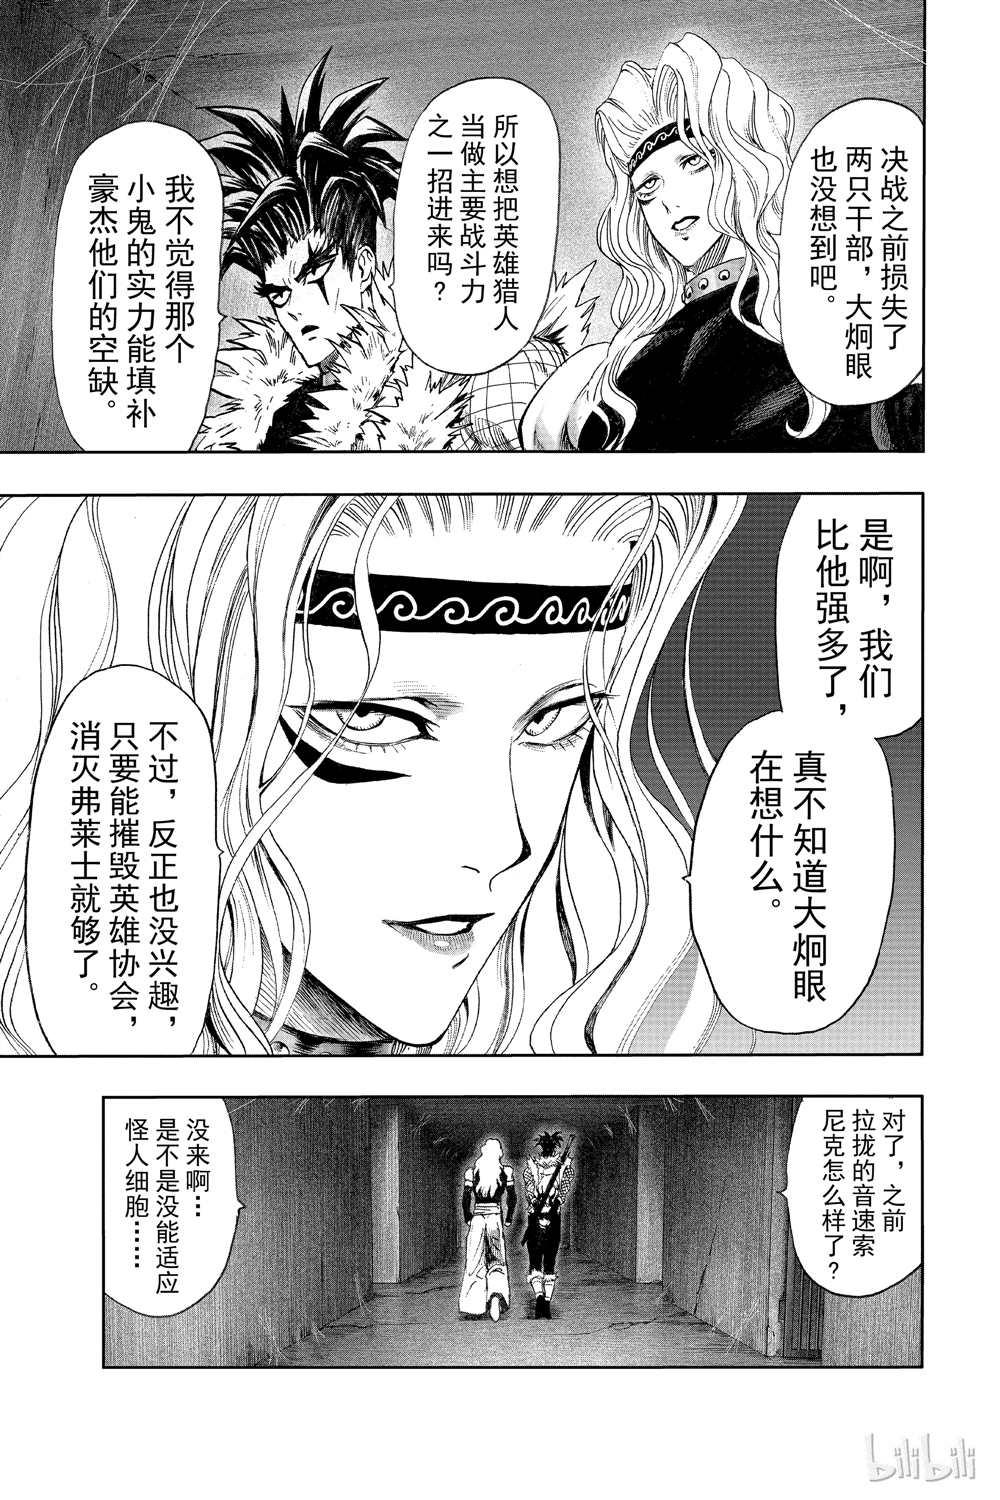 决战之前损失了
两只干部，大炯眼
也没想到吧。
所以想把英雄猎人
当做主要战斗力
之一招进来吗？
我不觉得那个
小鬼的实力能填补
豪杰他们的空缺。
是啊，我们
比他强多了，
真不知道大炯眼
在想什么。
不过，反正也没兴趣，
只要能摧毁英雄协会，
消灭弗莱士就够了。
对了，之前
拉拢的音速索
尼克怎么样了？
没来啊…
是不是没能适应
怪人细胞……
bilibili